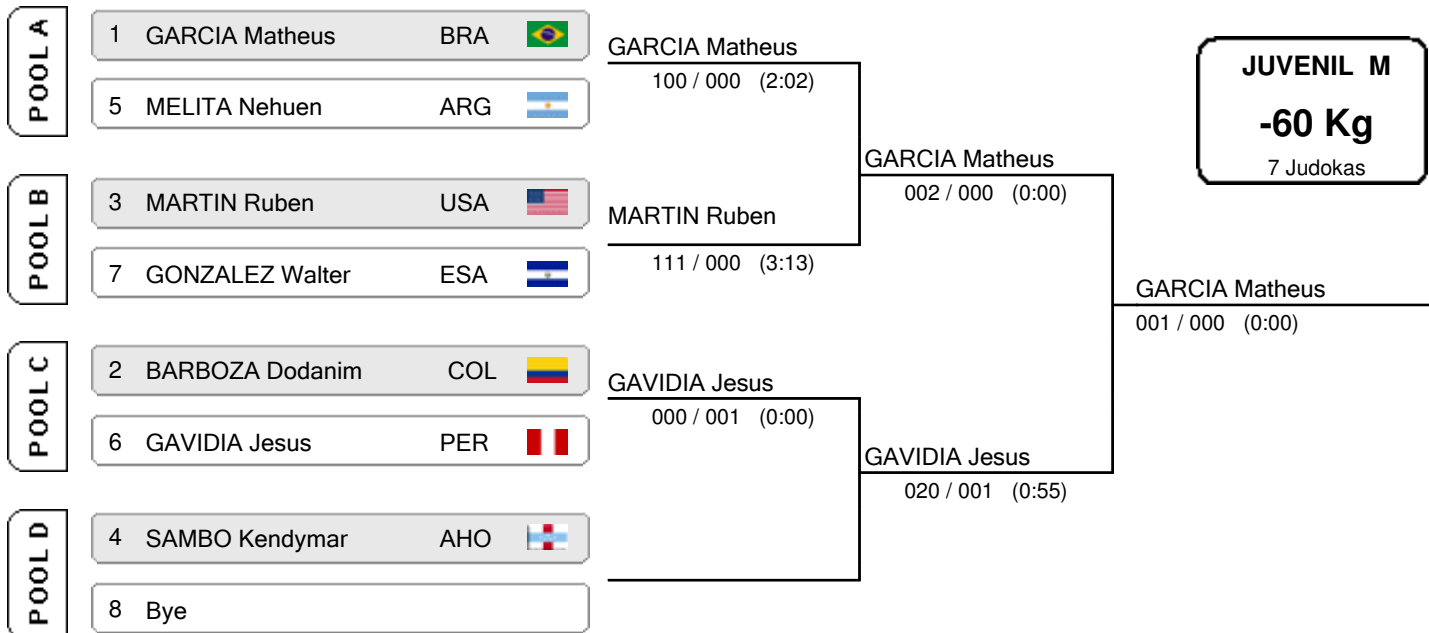 POOL A
1 GARCIA Matheus BRA
5 MELITA Nehuen ARG
GARCIA Matheus
100 / 000 (2:02)
JUVENIL M
-60 Kg
7 Judokas
GARCIA Matheus
002 / 000 (0:00)
POOL B
3 MARTIN Ruben USA
7 GONZALEZ Walter ESA
MARTIN Ruben
111 / 000 (3:13)
GARCIA Matheus
001 / 000 (0:00)
POOL C
2 BARBOZA Dodanim COL
6 GAVIDIA Jesus PER
GAVIDIA Jesus
000 / 001 (0:00)
GAVIDIA Jesus
020 / 001 (0:55)
POOL D
4 SAMBO Kendymar AHO
8 Bye